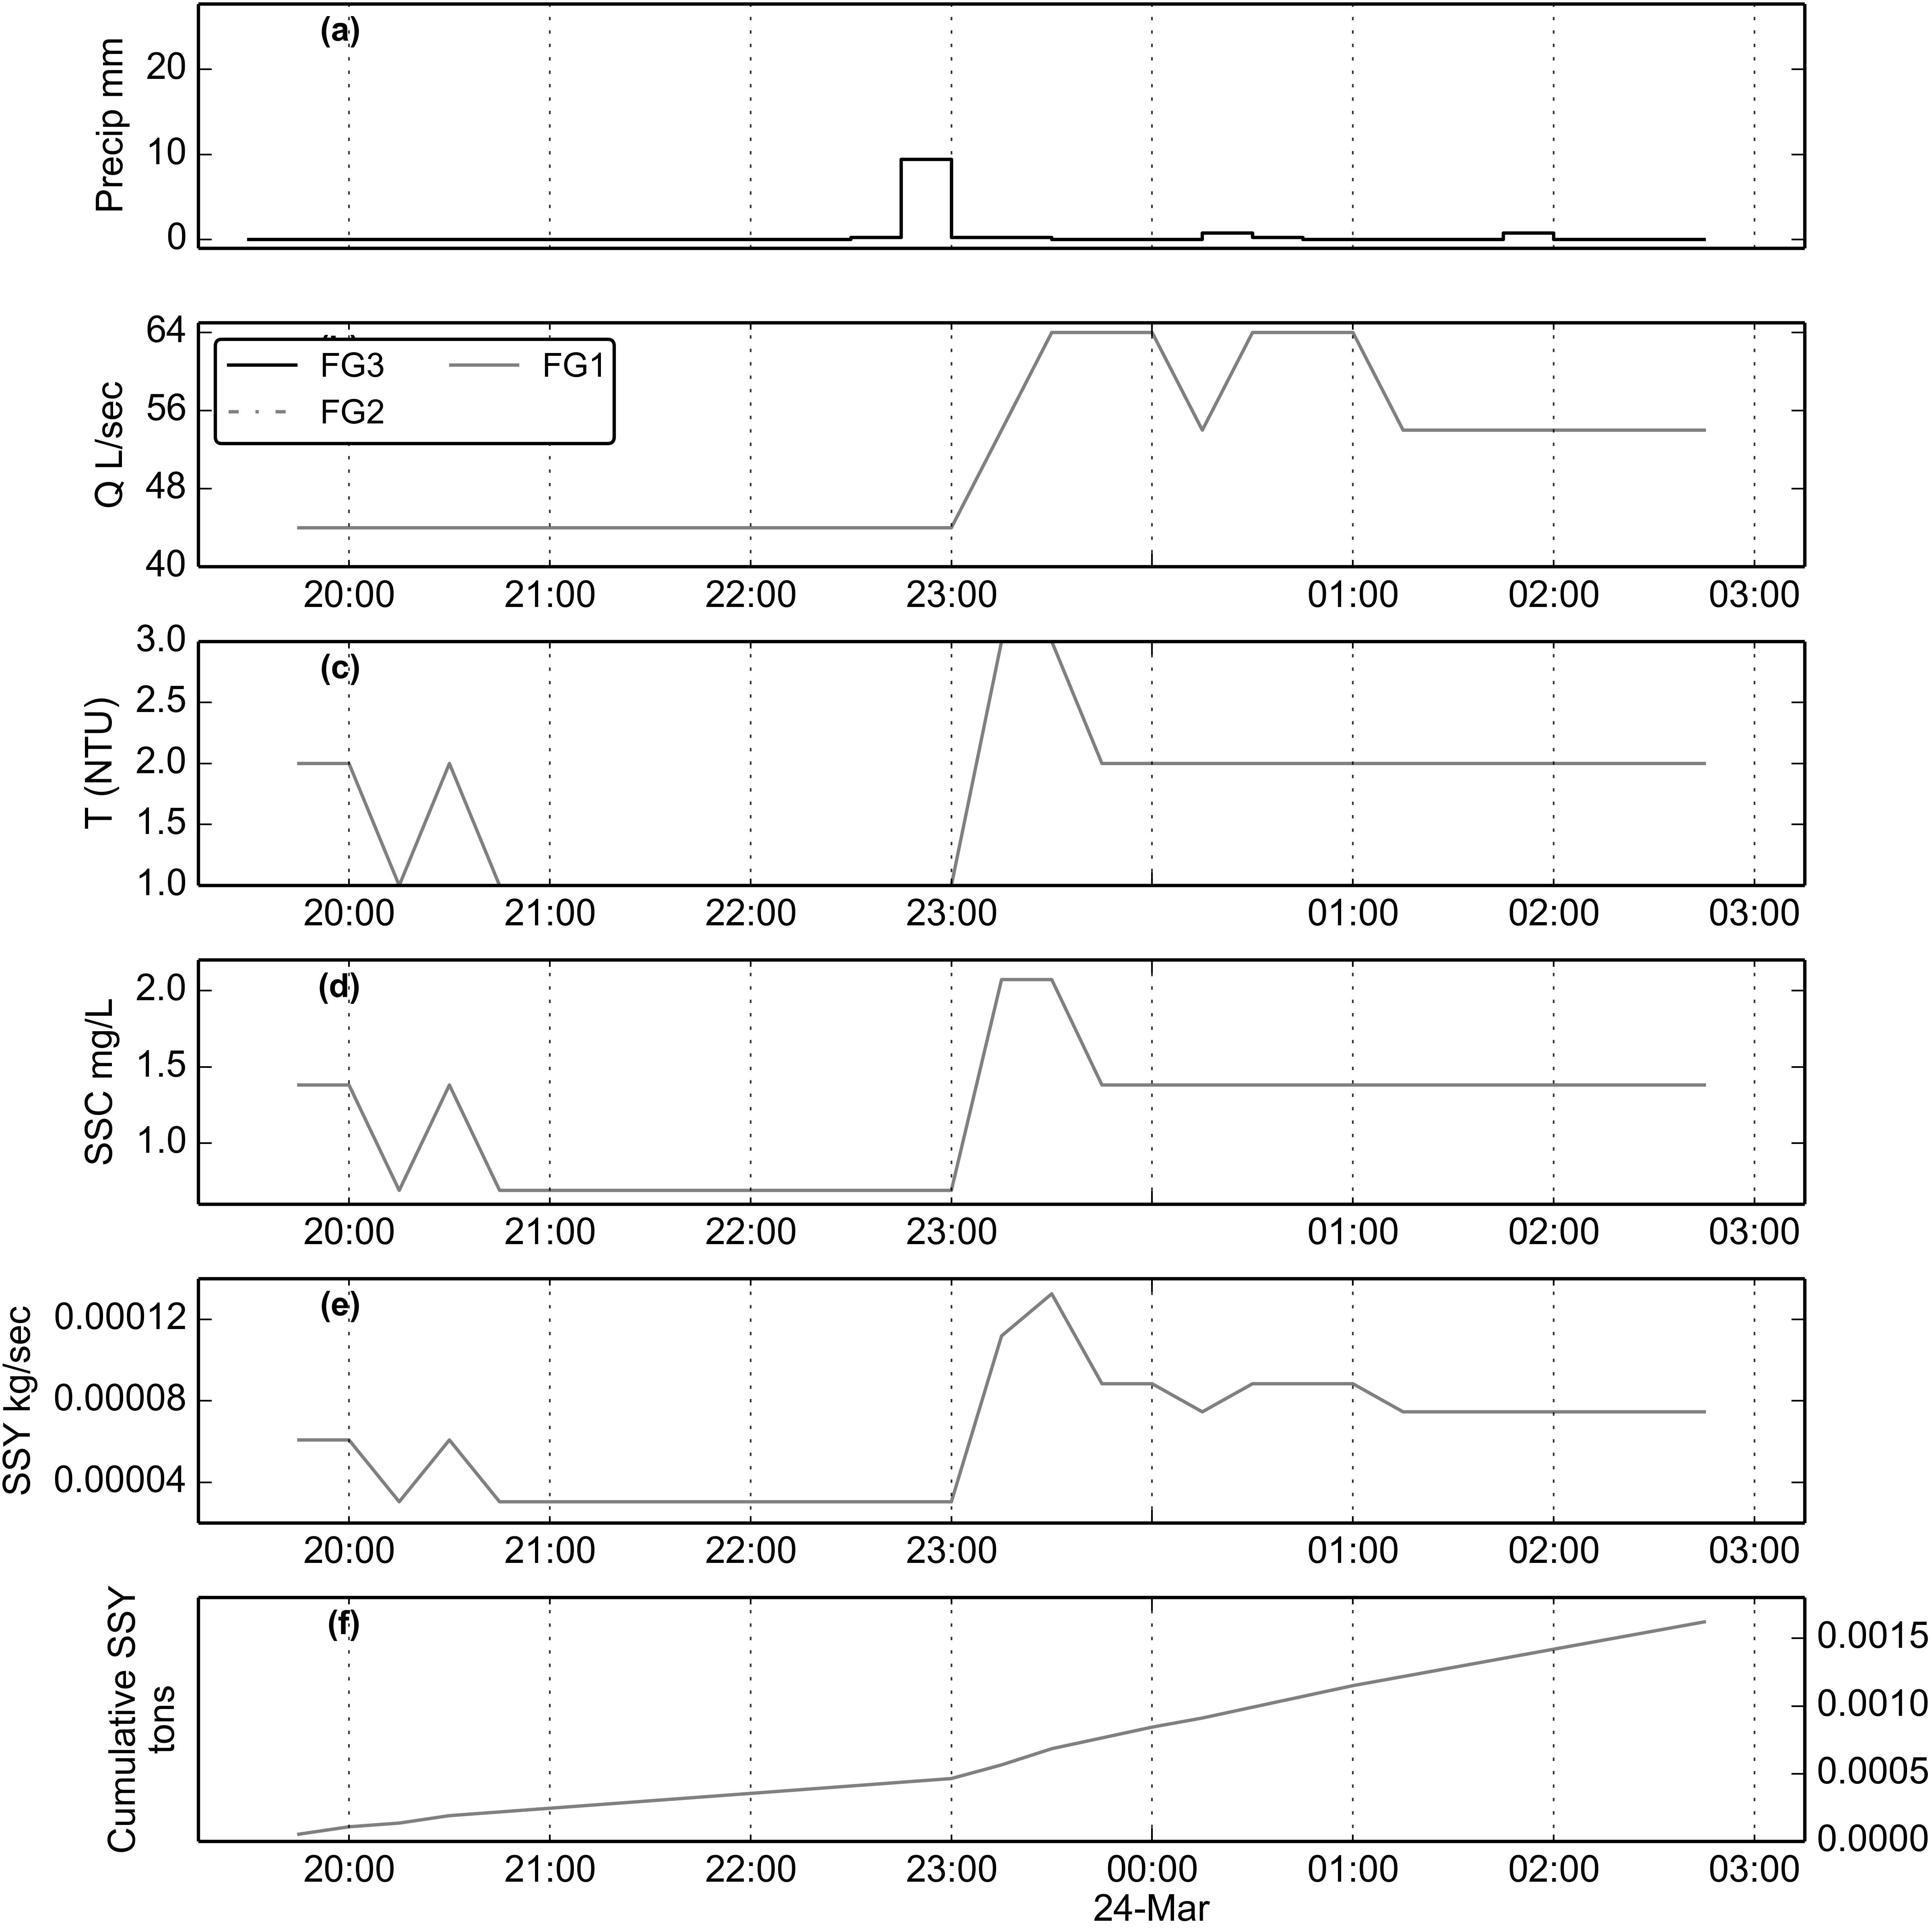 (a)
Precip mm
20
10
0
64
56
48
40
Q L/sec
FG3 FG1
FG2
20:00 21:00 22:00 23:00 01:00 02:00 03:00
(c)
T (NTU)
3.0
2.5
2.0
1.5
1.0
20:00 21:00 22:00 23:00 01:00 02:00 03:00
(d)
SSC mg/L
2.0
1.5
1.0
20:00 21:00 22:00 23:00 01:00 02:00 03:00
(e)
SSY kg/sec
0.00012
0.00008
0.00004
20:00 21:00 22:00 23:00 01:00 02:00 03:00
(f)
Cumulative SSY
tons
0.0015
0.0010
0.0005
0.0000
20:00 21:00 22:00 23:00 00:00 01:00 02:00 03:00
24-Mar